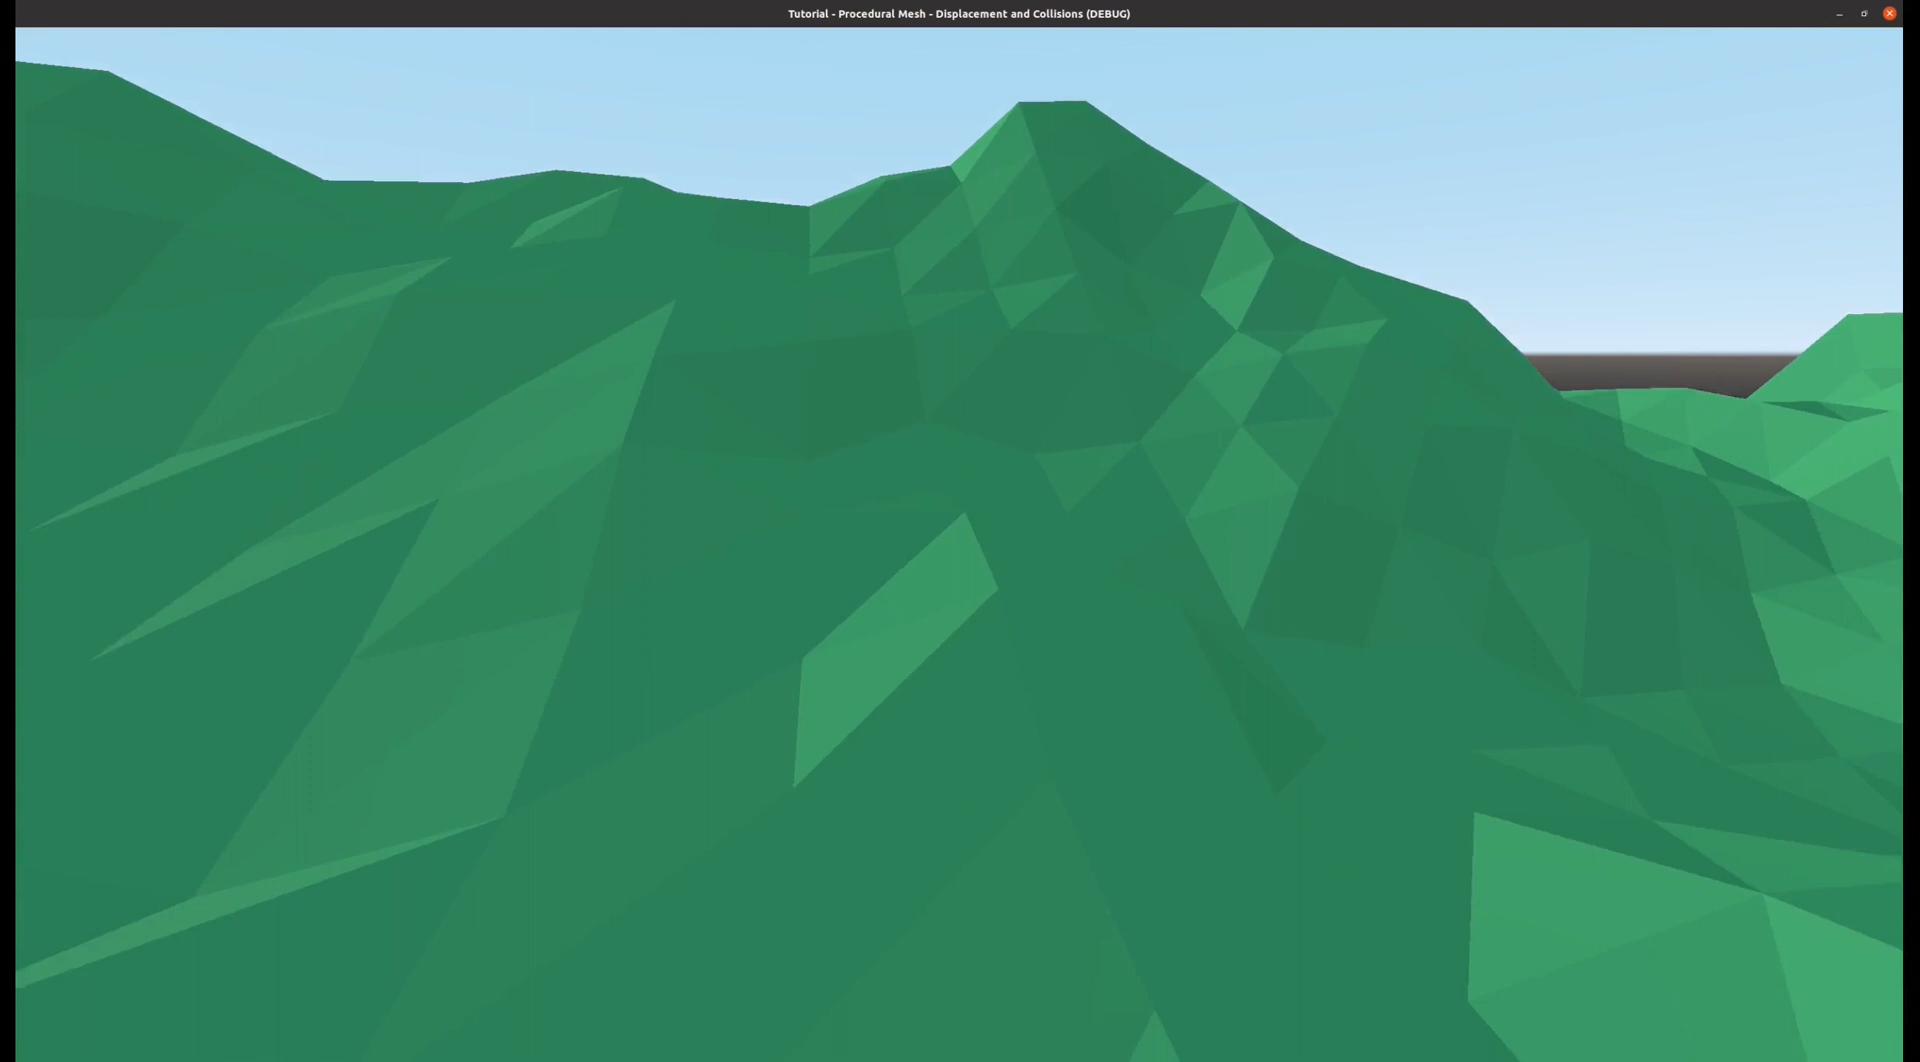 Tutorial - Procedural Mesh - Displacement and Collisions (DEBUG)